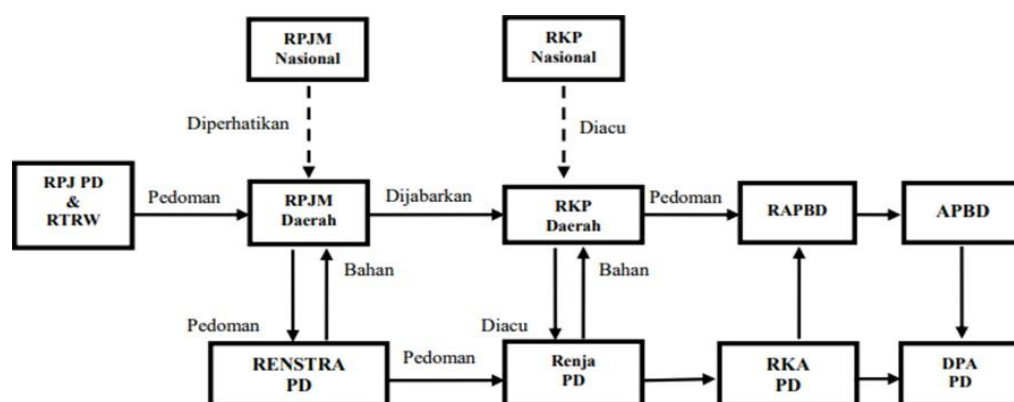 RPJM
Nasional
RKP
Nasional
Diperhatikan
Diacu
RPJ PD
&
RTRW
Pedoman
RPJM
Daerah
Dijabarkan
RKP
Daerah
Pedoman
RAPBD
APBD
Bahan
Bahan
Pedoman
Diacu
RENSTRA
PD
Pedoman
Renja
PD
RKA
PD
DPA
PD